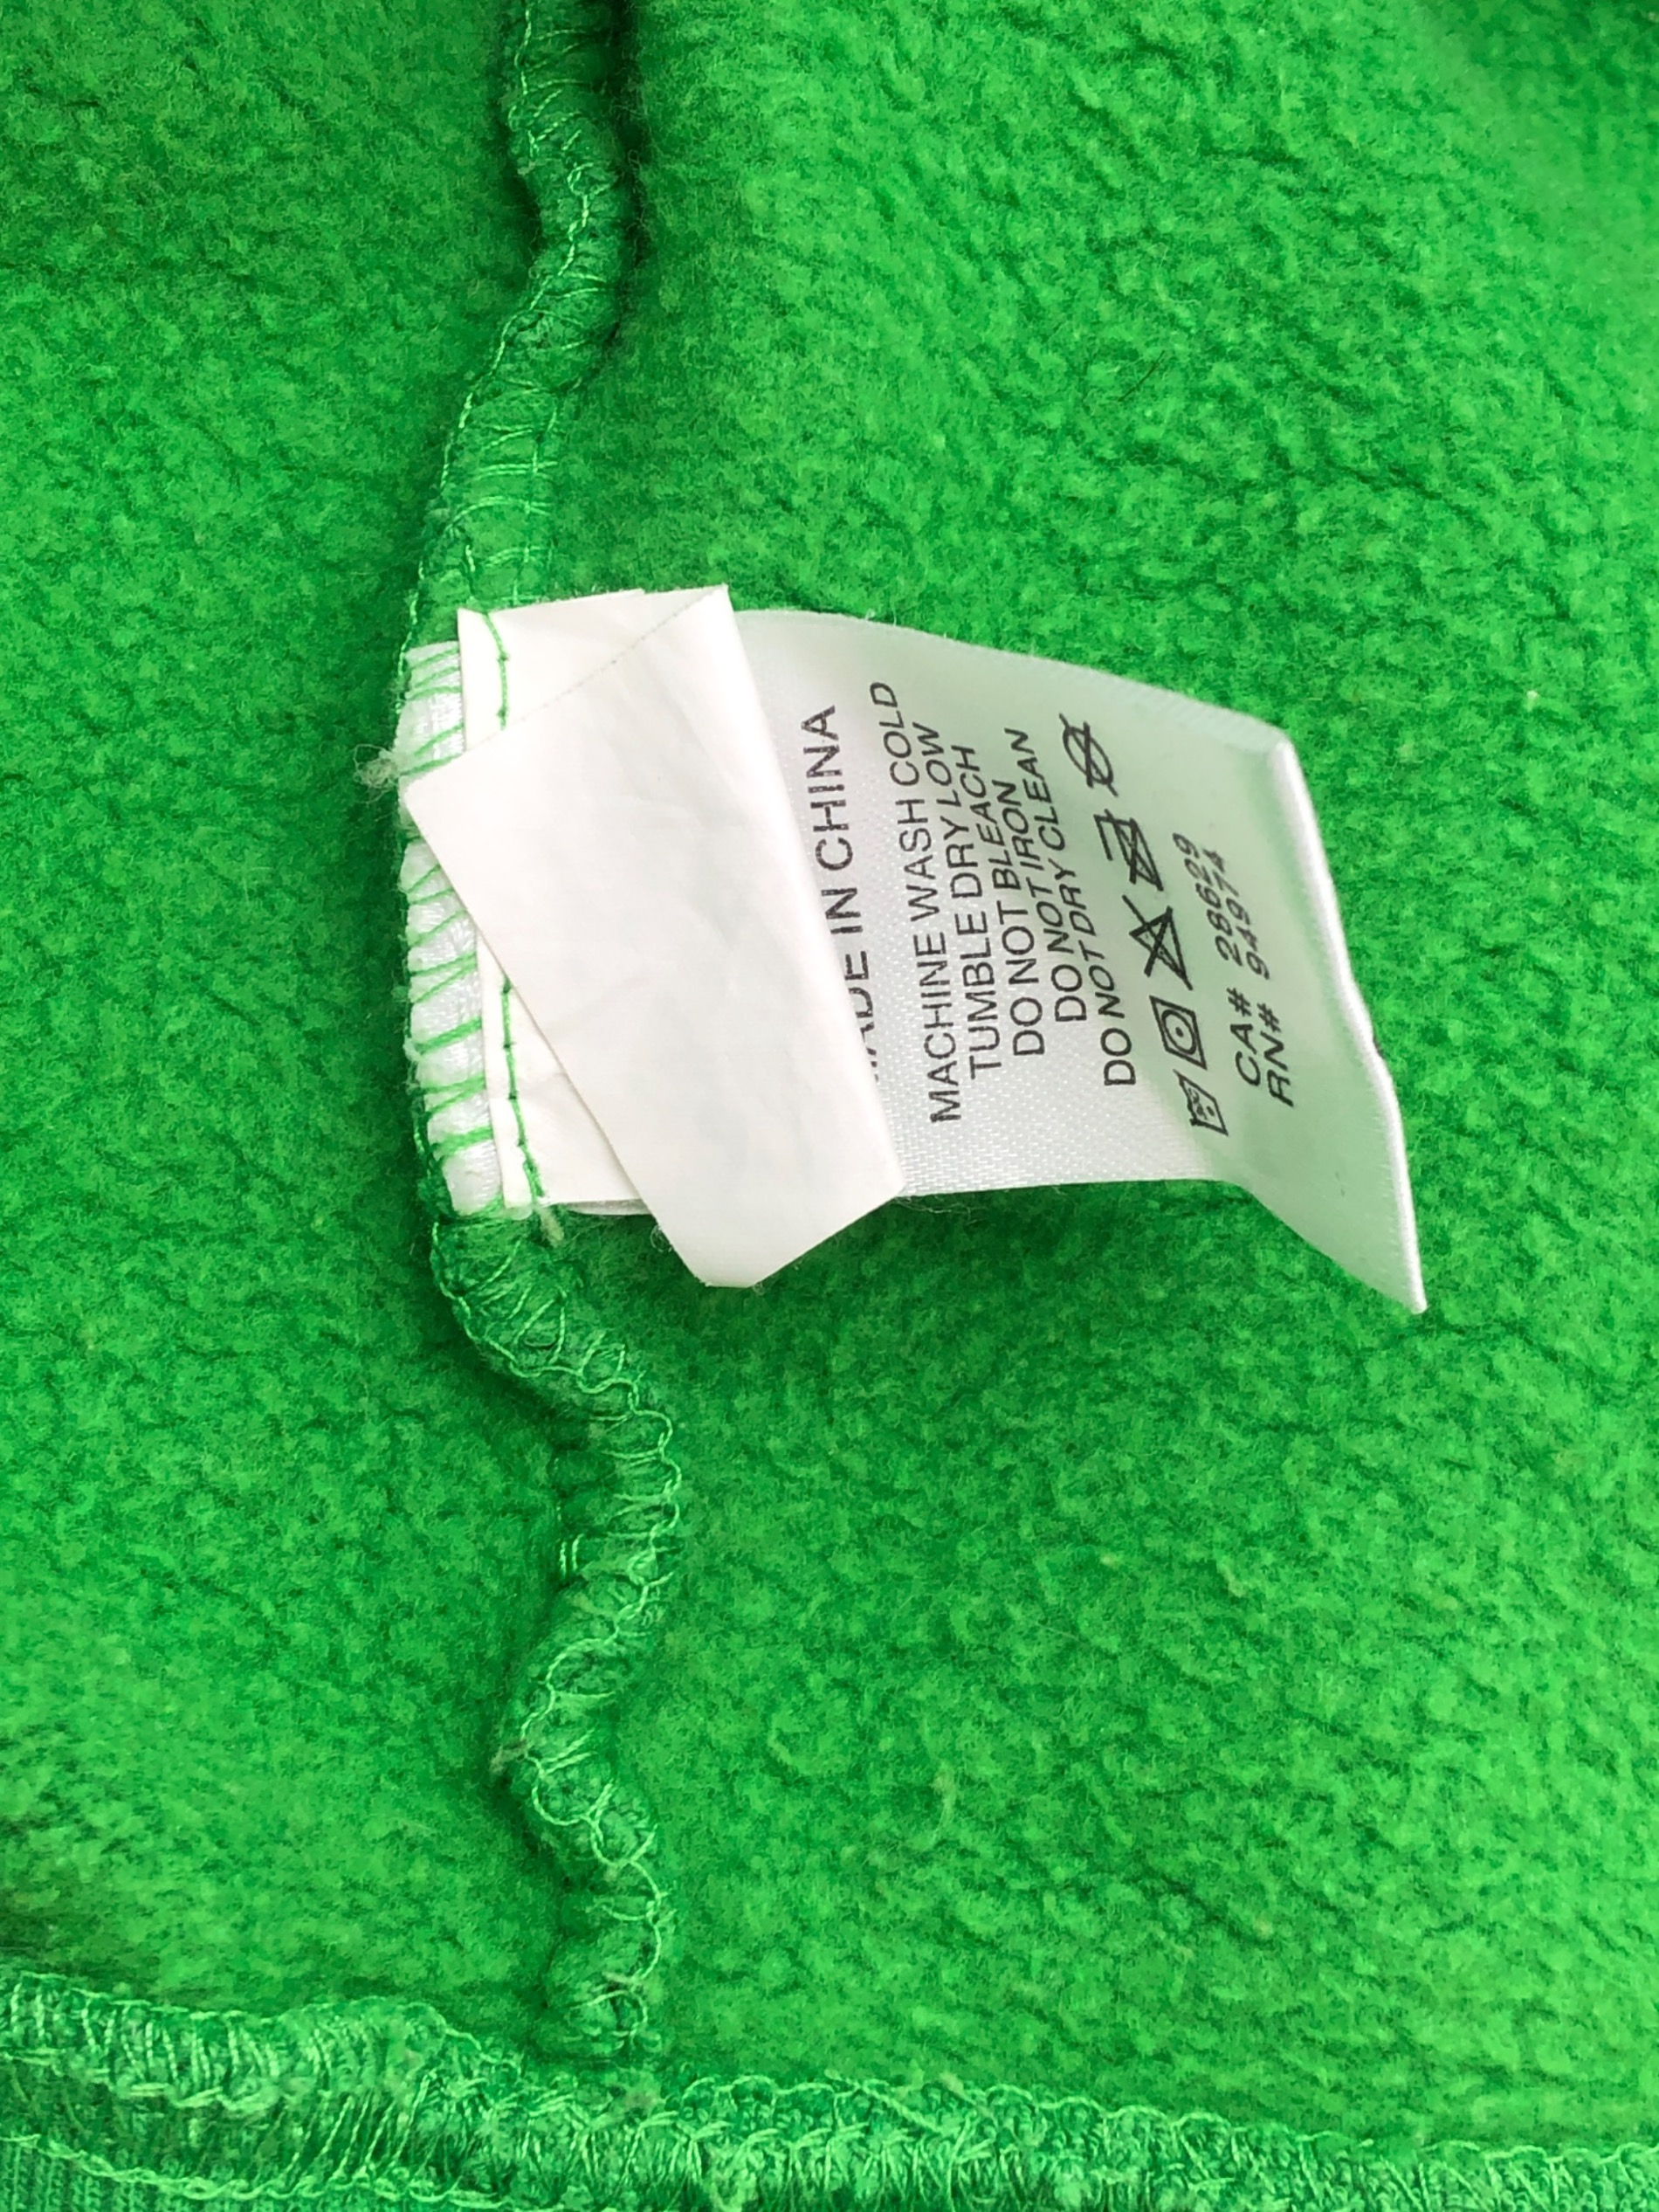 MADE IN CHINA
MACHINE WASH COLD
TUMBLE DRY LOW
DO NOT BLEACH
DO NOT IRON
DO NOT DRY CLEAN
CA# 28629
RN# 94974